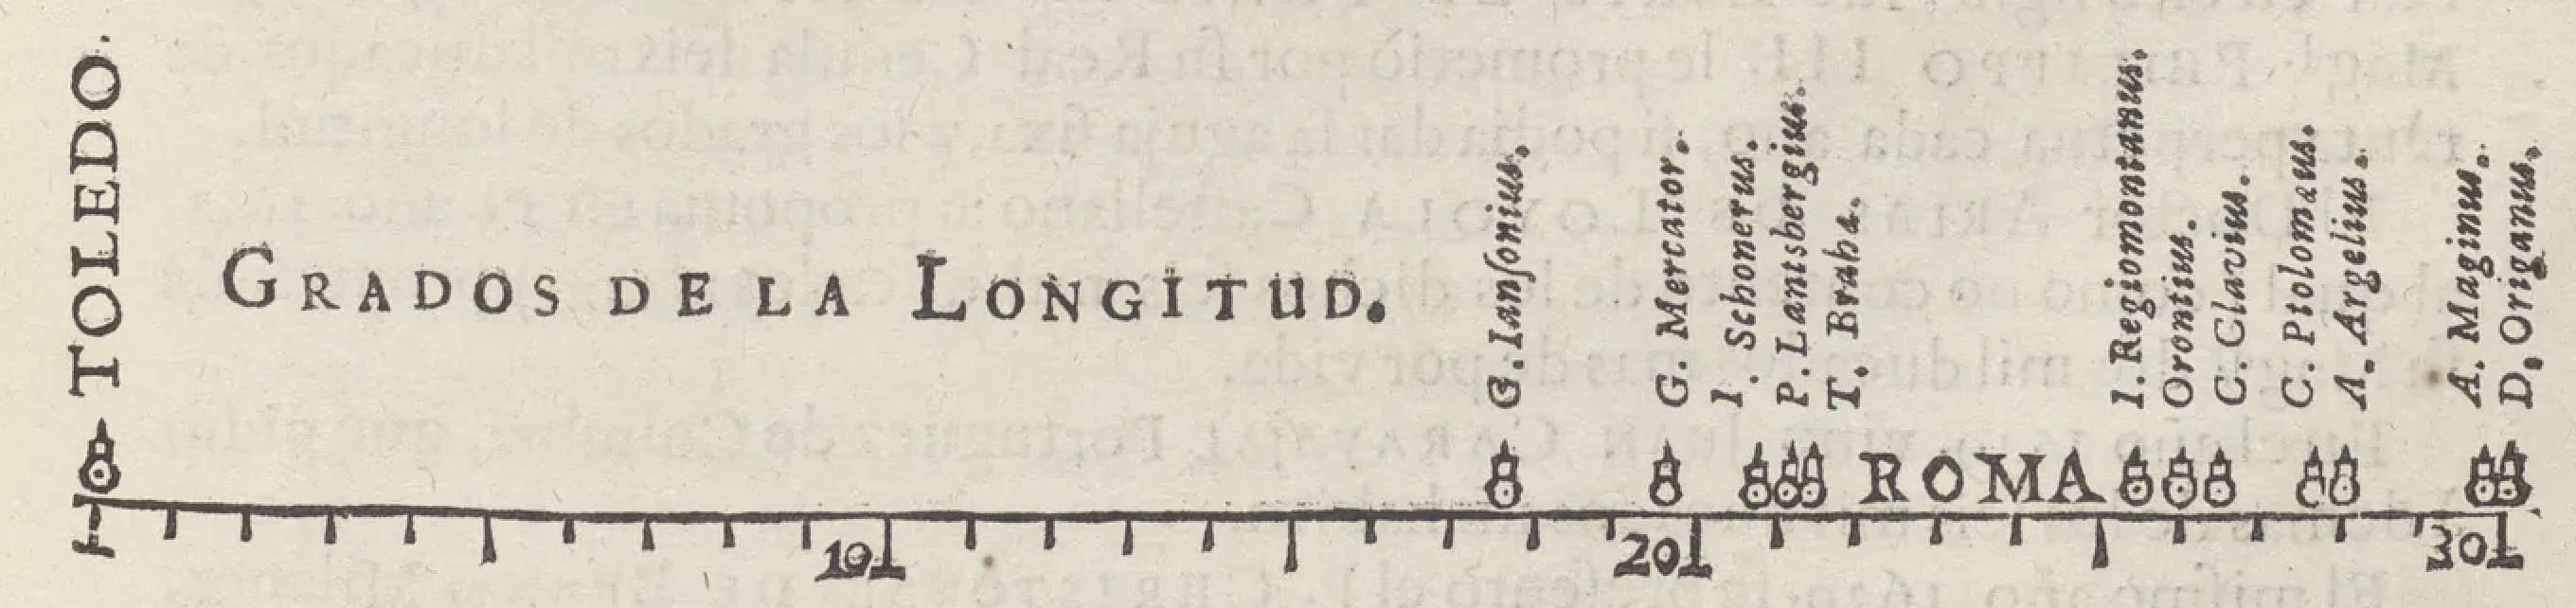 TOLEDO.
GRADOS DE LA LONGITUD.
G. Ianſonius.
G. Mercator.
I. Schonerus.
P. Lantsbergius.
T. Brahe.
ROMA
I. Regiomontanus.
Orontius.
C. Clavius.
C. Ptolomæus.
A. Argelius.
A. Maginus.
D. Origanus.
10
20
30